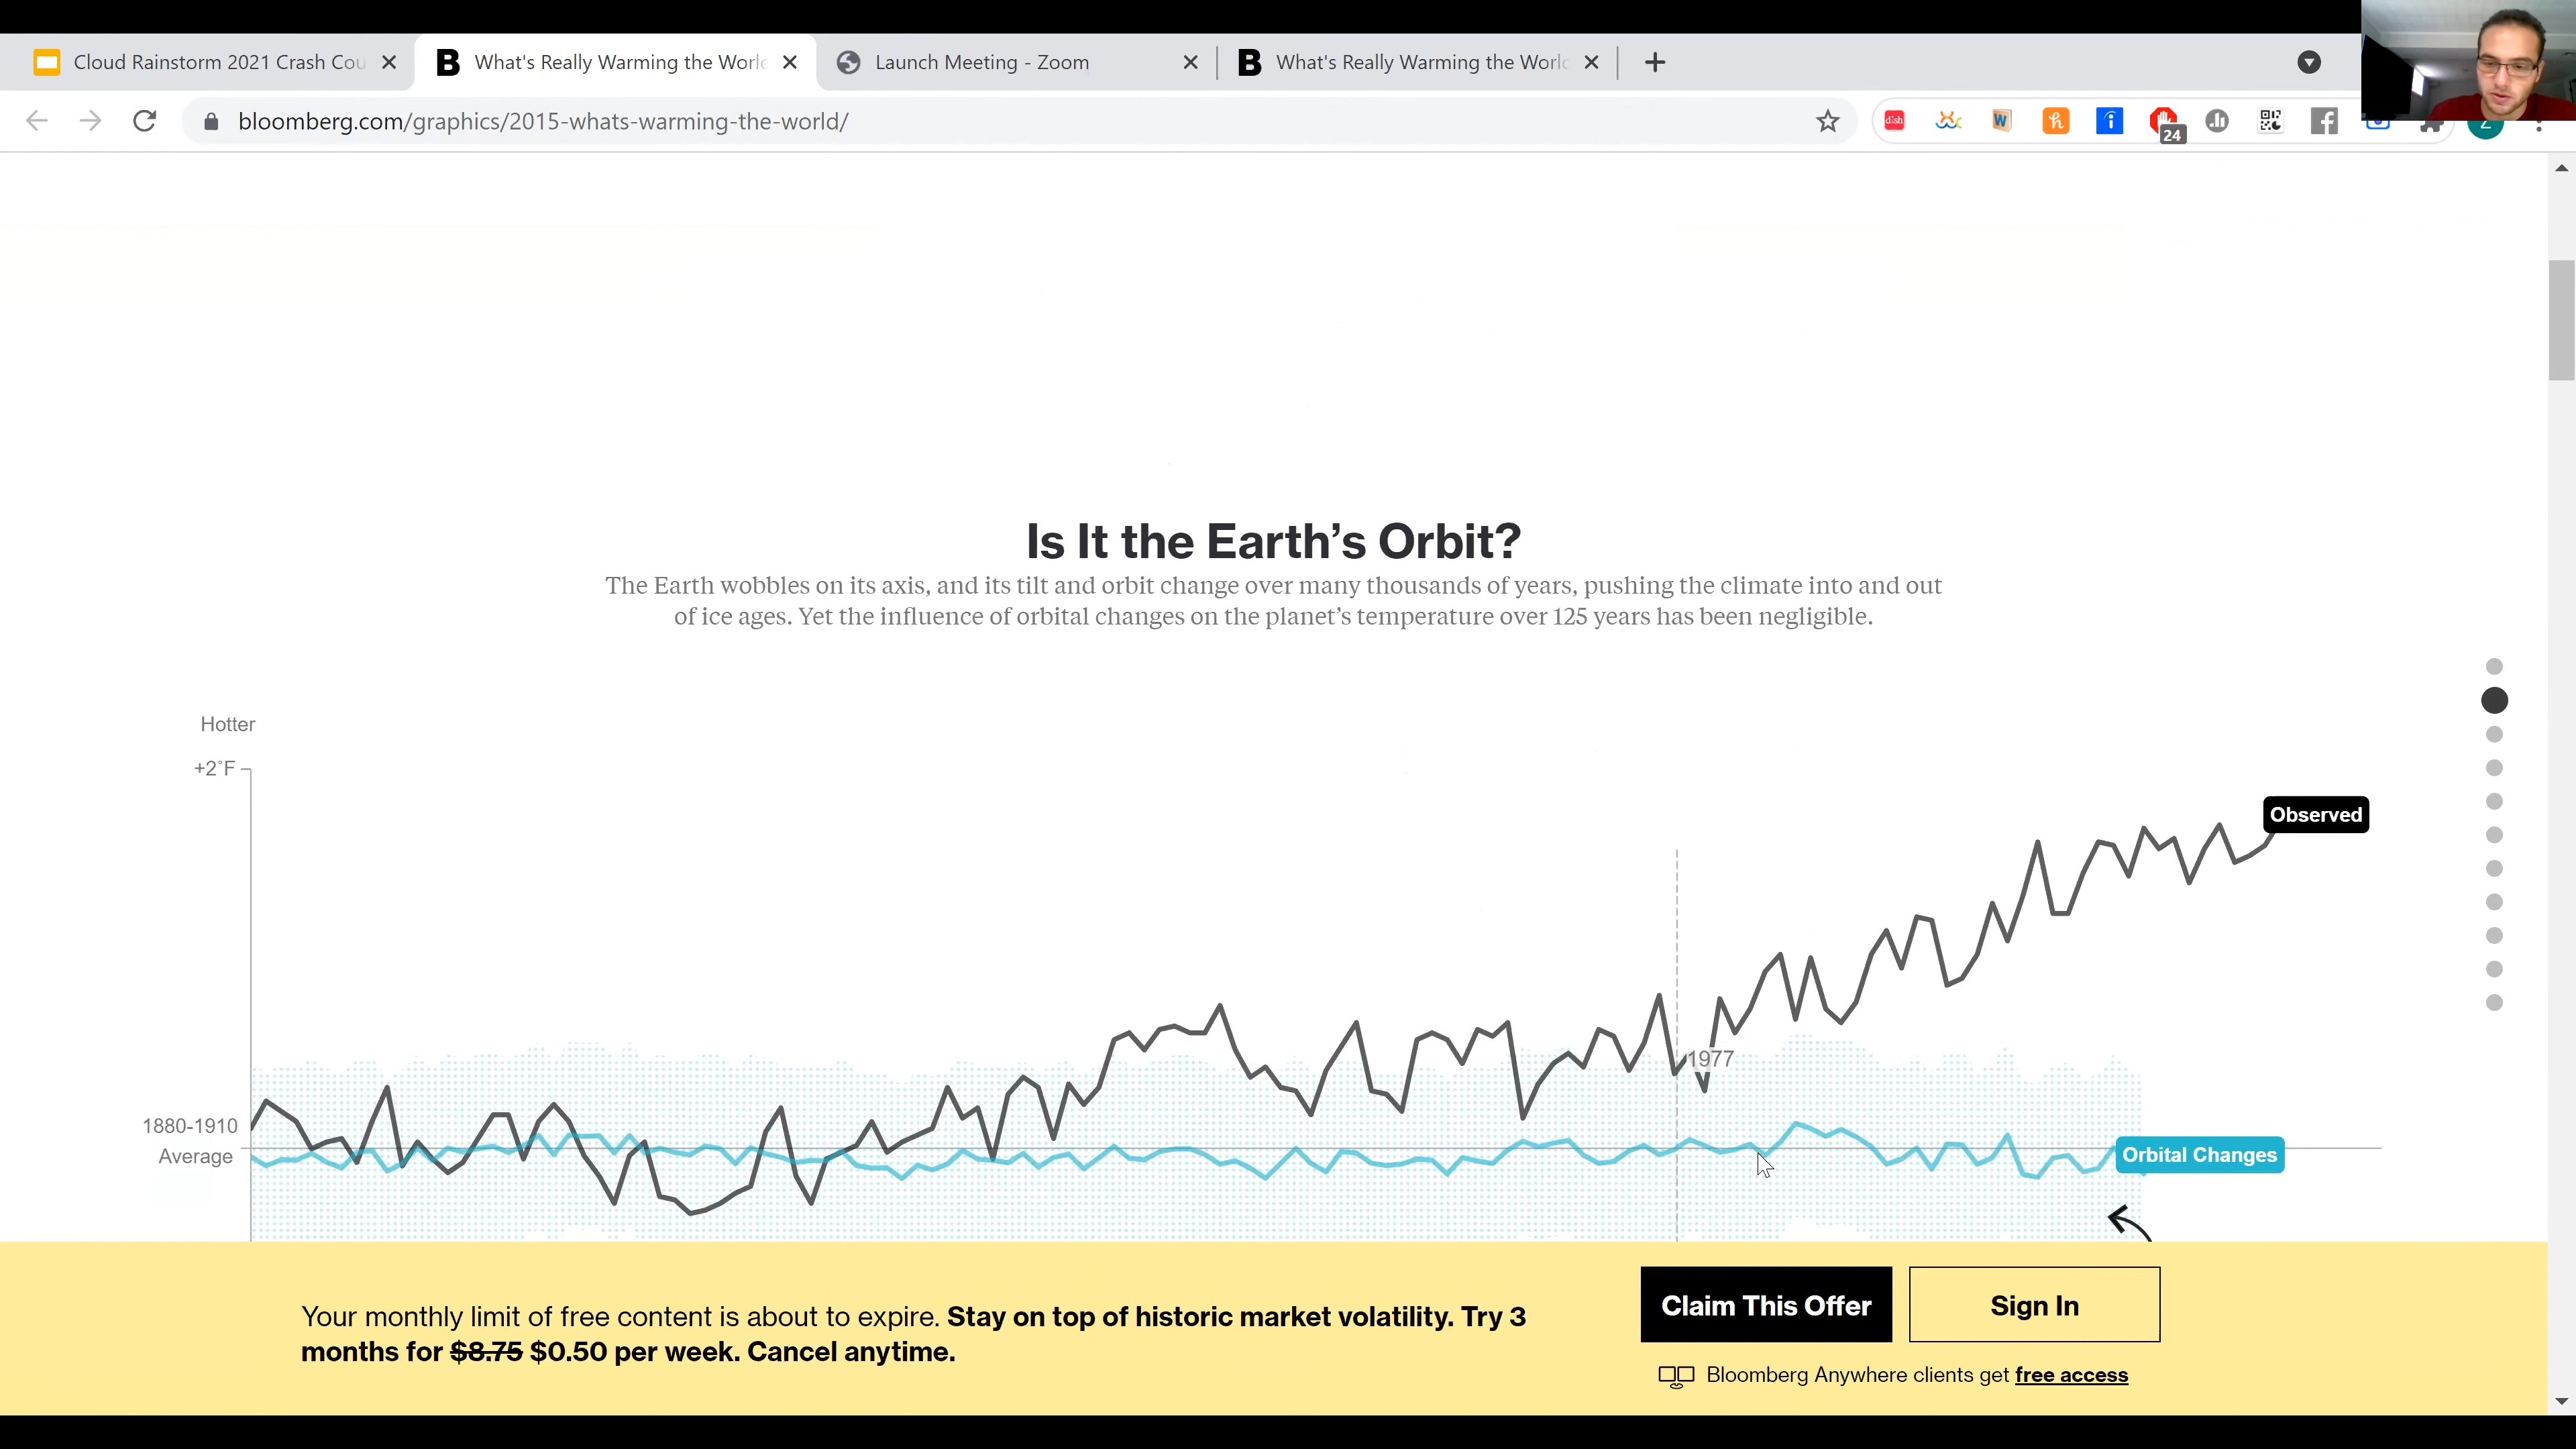 Cloud Rainstorm 2021 Crash Cou
B What's Really Warming the Worl
Launch Meeting - Zoom
B What's Really Warming the Worl
bloomberg.com/graphics/2015-whats-warming-the-world/
dish
W
h
i
24
Z
Is It the Earth’s Orbit?
The Earth wobbles on its axis, and its tilt and orbit change over many thousands of years, pushing the climate into and out
of ice ages. Yet the influence of orbital changes on the planet’s temperature over 125 years has been negligible.
Hotter
+2°F
Observed
1977
1880-1910
Average
Orbital Changes
Your monthly limit of free content is about to expire. Stay on top of historic market volatility. Try 3
months for $8.75 $0.50 per week. Cancel anytime.
Claim This Offer
Sign In
Bloomberg Anywhere clients get free access